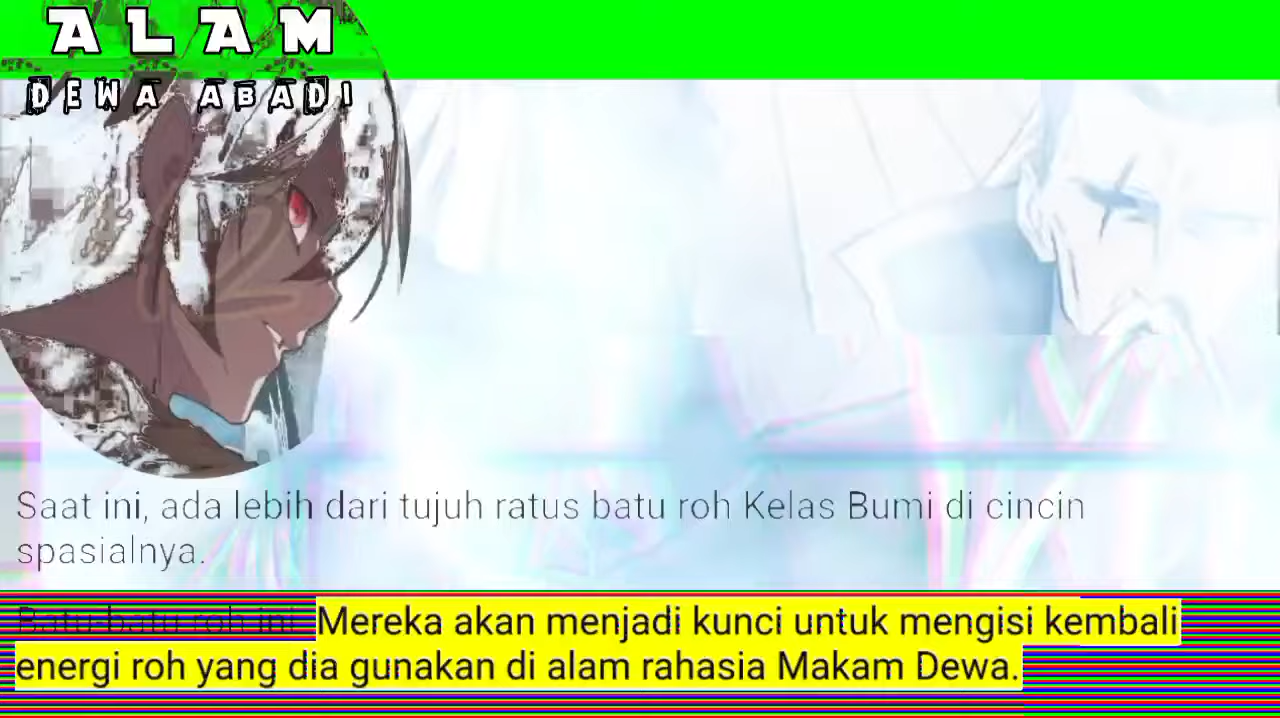 ALAM
DEWA ABADI
Saat ini, ada lebih dari tujuh ratus batu roh Kelas Bumi di cincin
spasialnya.
Batu-batu roh ini Mereka akan menjadi kunci untuk mengisi kembali
energi roh yang dia gunakan di alam rahasia Makam Dewa.